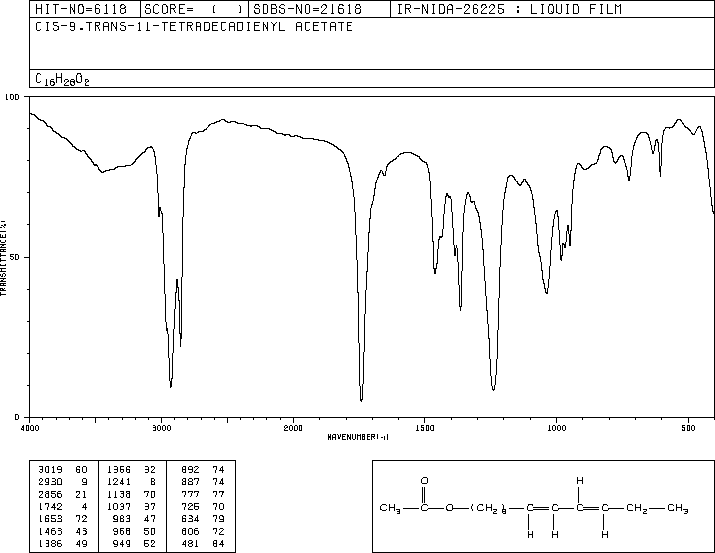 HIT-NO=6118 SCORE= ( ) SDBS-NO=21618 IR-NIDA-26225 : LIQUID FILM
CIS-9,TRANS-11-TETRADECADIENYL ACETATE
C16H28O2
100
50
0
TRANSMITTANCE(%)
4000 3000 2000 1500 1000 500
WAVENUMBER(-1)
3019 60 1366 32 892 74
2930 9 1241 8 887 74
2856 21 1138 70 777 77
1742 4 1037 37 725 70
1653 72 983 47 634 79
1463 43 968 50 606 72
1386 49 949 52 481 84
O H
CH3 C O (CH2)8 C C C C CH2 CH3
H H H